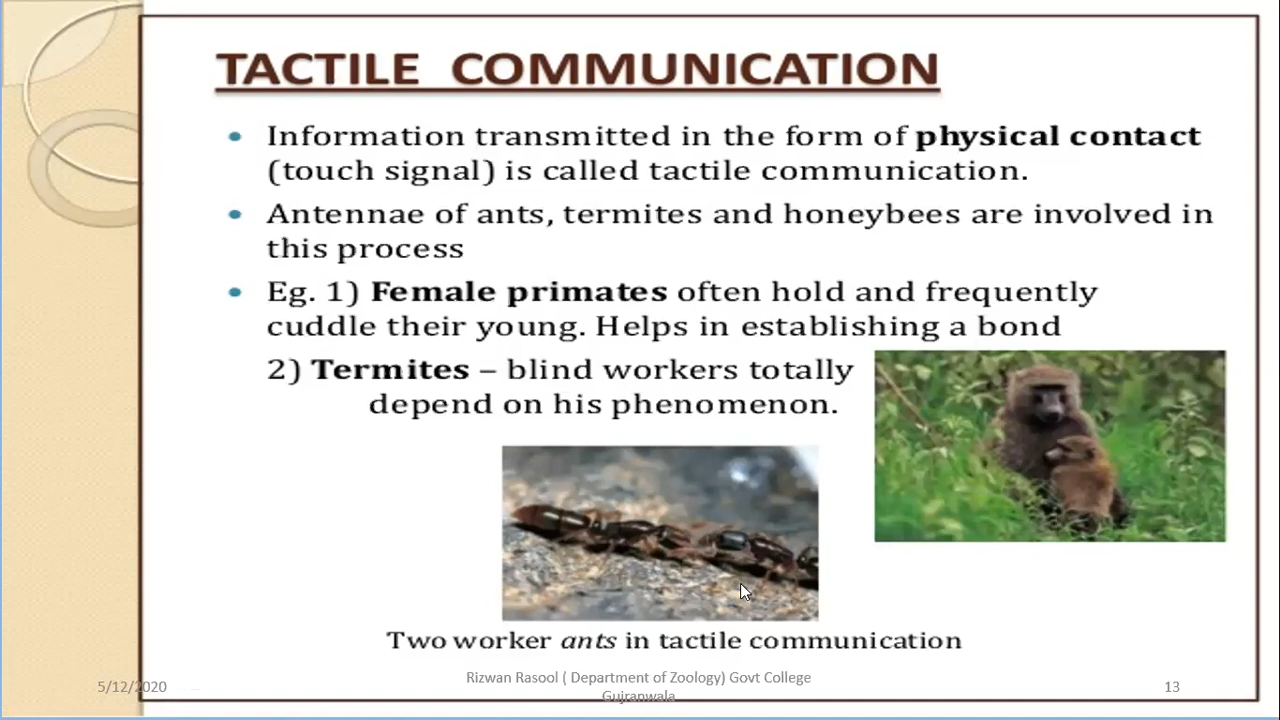 TACTILE COMMUNICATION
Information transmitted in the form of physical contact
(touch signal) is called tactile communication.
Antennae of ants, termites and honeybees are involved in
this process
Eg. 1) Female primates often hold and frequently
cuddle their young. Helps in establishing a bond
2) Termites – blind workers totally
depend on his phenomenon.
Two worker ants in tactile communication
5/12/2020
Rizwan Rasool ( Department of Zoology) Govt College
Gujranwala
13